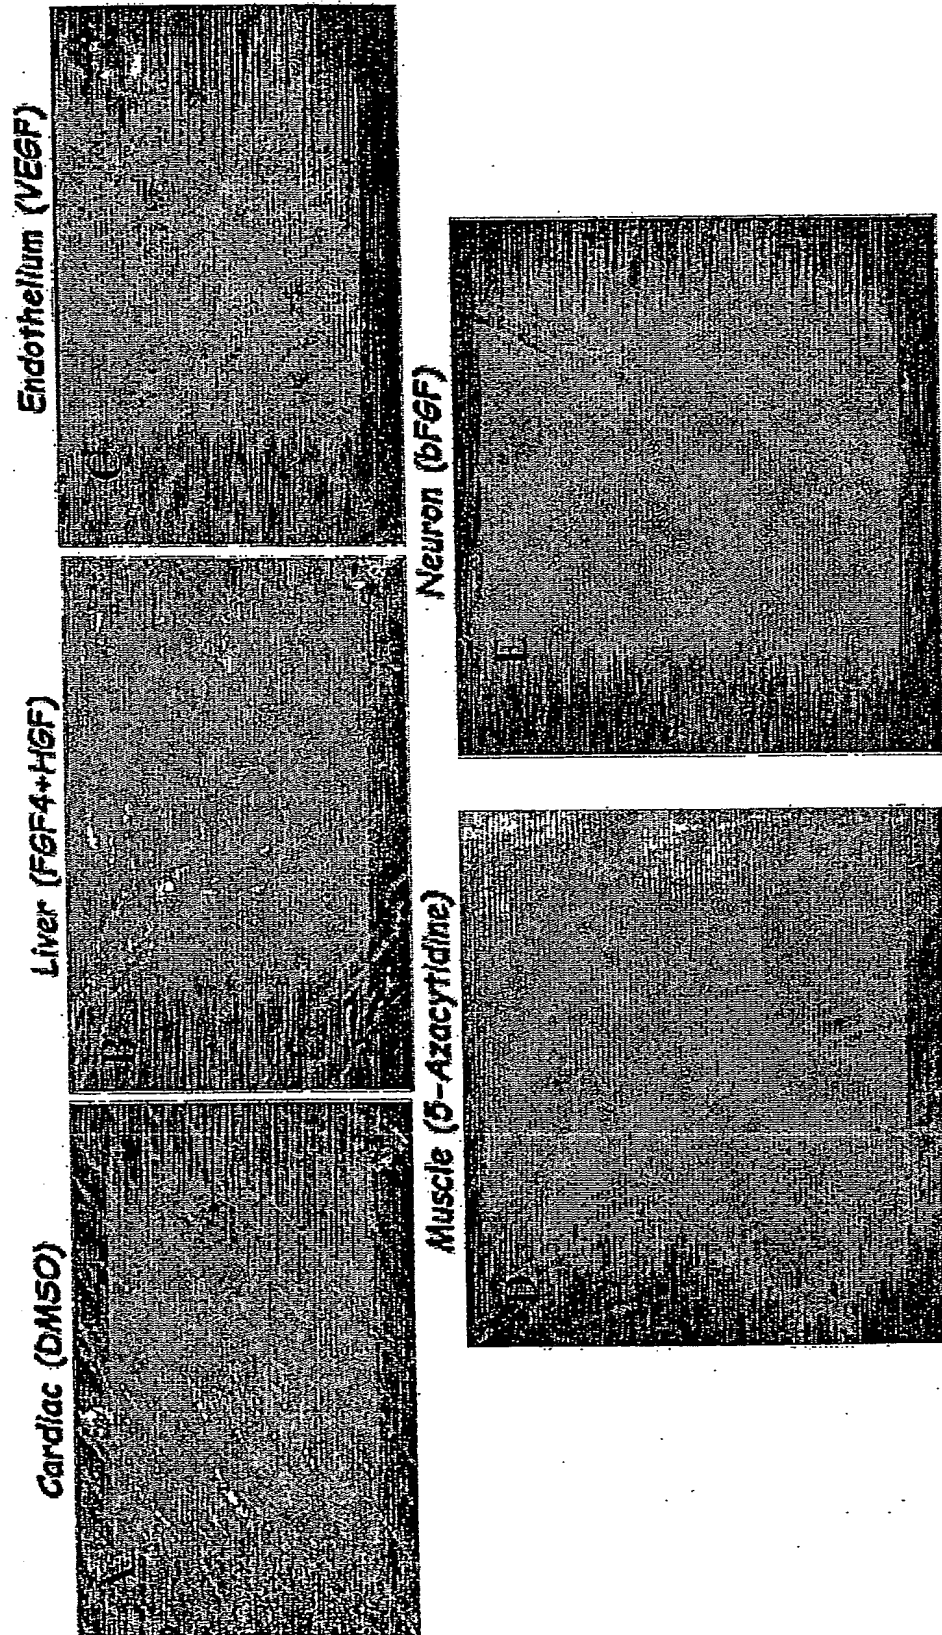 Cardiac (DMSO)
A
Liver (FGF4+HGF)
B
Endothelium (VEGF)
C
Muscle (5-Azacytidine)
D
Neuron (bFGF)
E